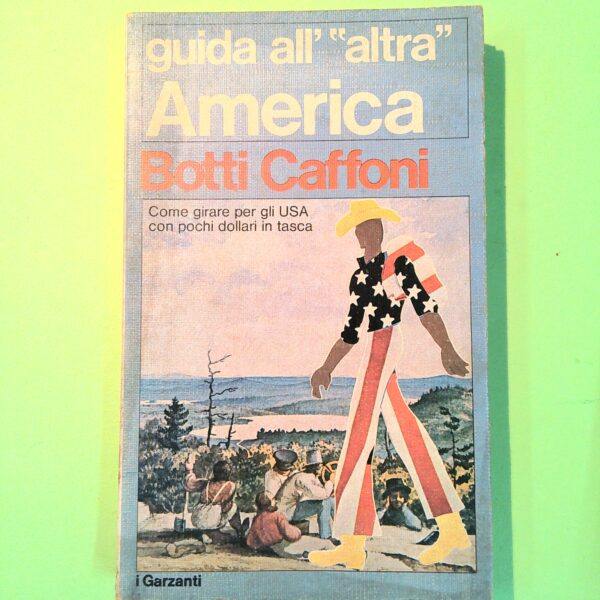 guida all' "altra"
America
Botti Caffoni
Come girare per gli USA
con pochi dollari in tasca
i Garzanti